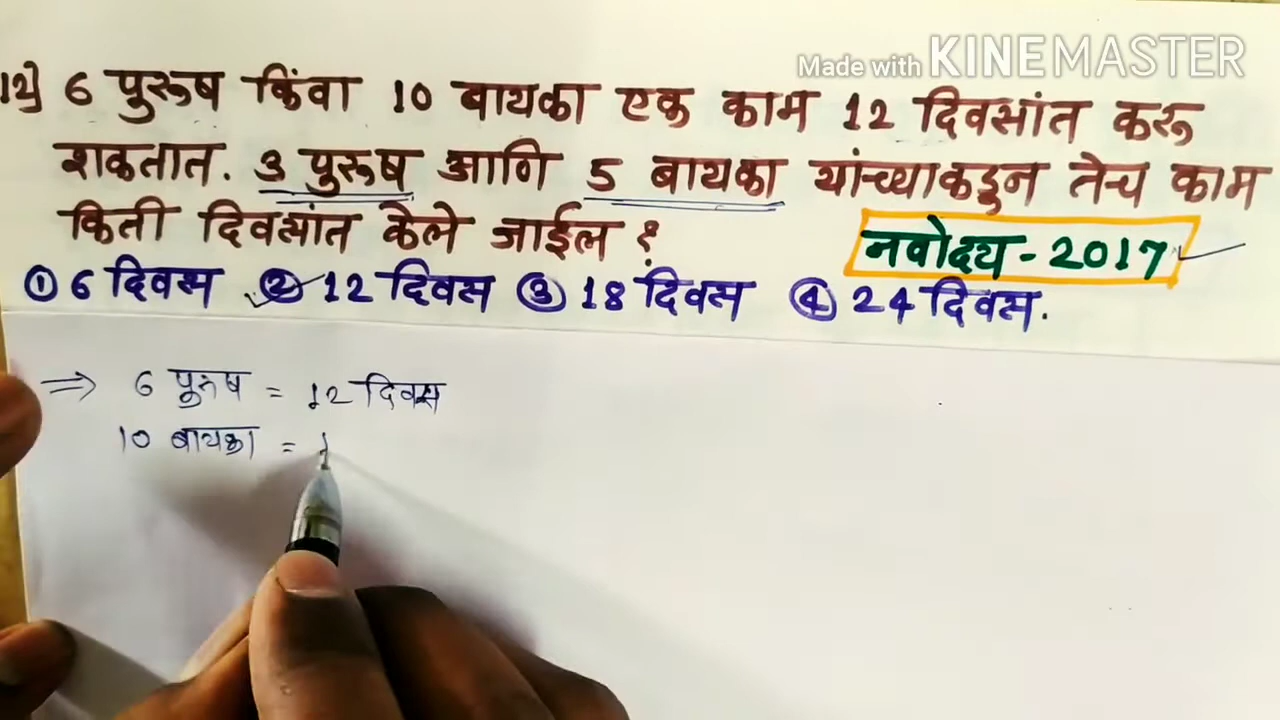 Made with KINEMASTER
12] 6 पुरूष किंवा 10 बायका एक काम 12 दिवसांत करू
शकतात. 3 पुरूष आणि 5 बायका यांच्याकडुन तेच काम
किती दिवसांत केले जाईल ?
नवोदय - 2017
① 6 दिवस ② 12 दिवस ③ 18 दिवस ④ 24 दिवस.
⇒ 6 पुरुष = 12 दिवस
10 बायका = 1